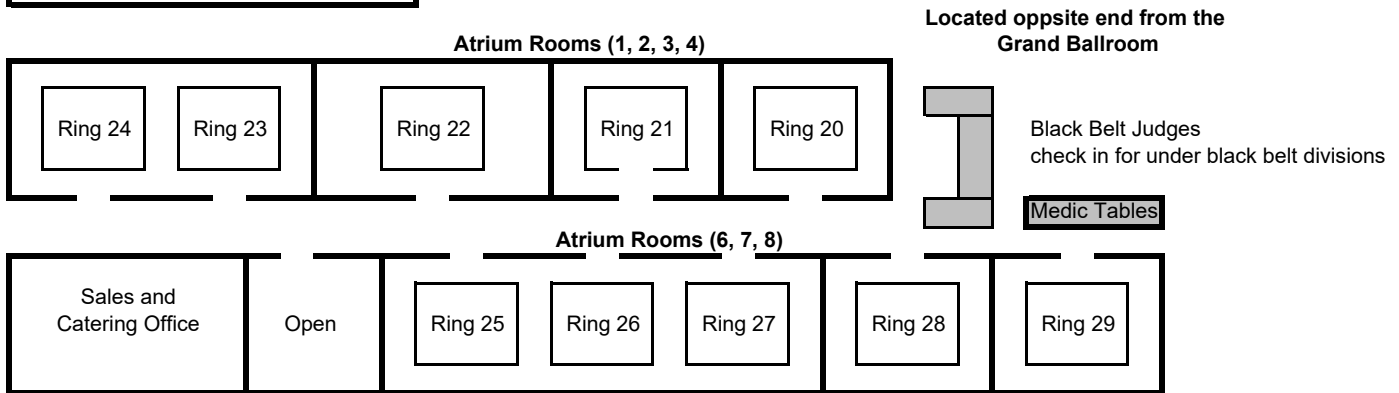 Located oppsite end from the
Grand Ballroom
Atrium Rooms (1, 2, 3, 4)
Ring 24
Ring 23
Ring 22
Ring 21
Ring 20
Black Belt Judges
check in for under black belt divisions
Medic Tables
Atrium Rooms (6, 7, 8)
Sales and
Catering Office
Open
Ring 25
Ring 26
Ring 27
Ring 28
Ring 29